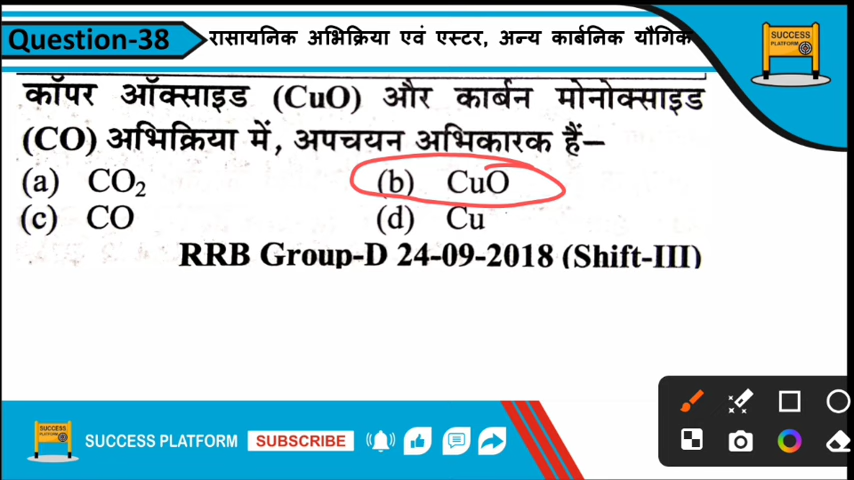 Question-38
रासायनिक अभिक्रिया एवं एस्टर, अन्य कार्बनिक यौगिक
SUCCESS
PLATFORM
कॉपर ऑक्साइड (CuO) और कार्बन मोनोक्साइड
(CO) अभिक्रिया में, अपचयन अभिकारक हैं–
(a) CO₂ (b) CuO
(c) CO (d) Cu
RRB Group-D 24-09-2018 (Shift-III)
SUCCESS
PLATFORM
SUCCESS PLATFORM SUBSCRIBE